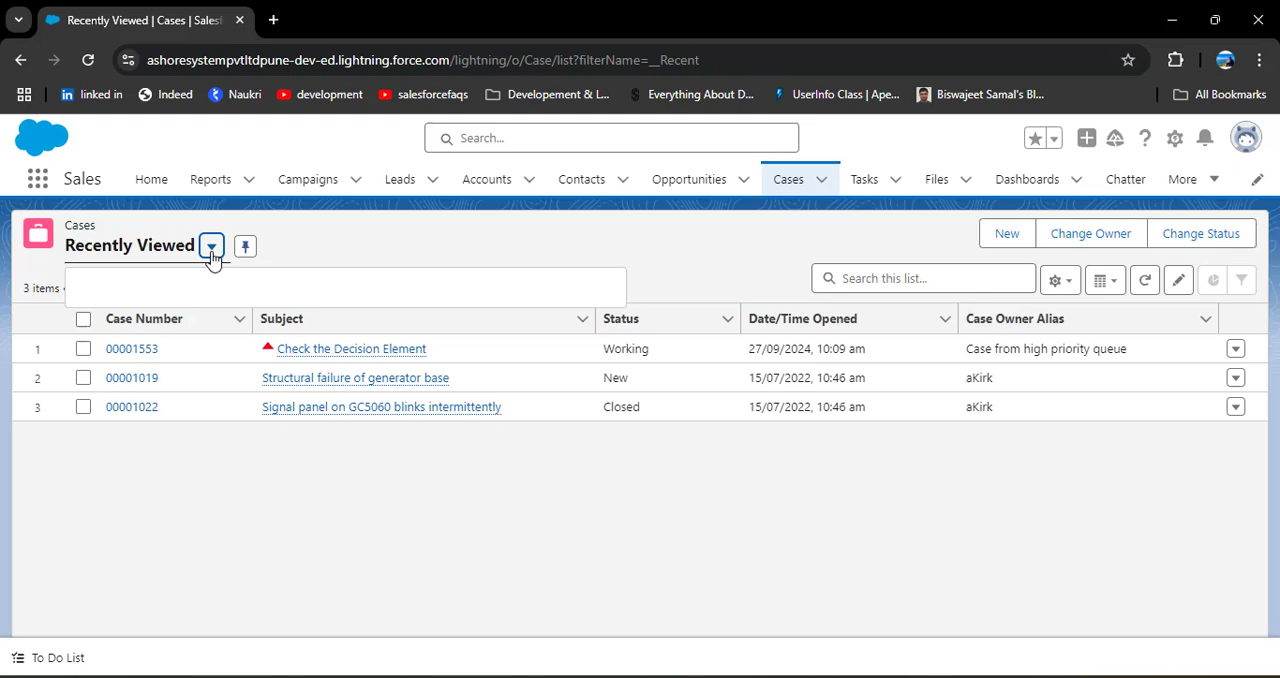 Recently Viewed | Cases | Salesf
ashoresystempvtltdpune-dev-ed.lightning.force.com/lightning/o/Case/list?filterName=__Recent
linked in Indeed Naukri development salesforcefaqs Developement & L... Everything About D... UserInfo Class | Ape... Biswajeet Samal's Bl... All Bookmarks
Search...
Sales Home Reports Campaigns Leads Accounts Contacts Opportunities Cases Tasks Files Dashboards Chatter More
Cases
Recently Viewed
New Change Owner Change Status
3 items
Search this list...
Case Number Subject Status Date/Time Opened Case Owner Alias
1 00001553 Check the Decision Element Working 27/09/2024, 10:09 am Case from high priority queue
2 00001019 Structural failure of generator base New 15/07/2022, 10:46 am aKirk
3 00001022 Signal panel on GC5060 blinks intermittently Closed 15/07/2022, 10:46 am aKirk
To Do List